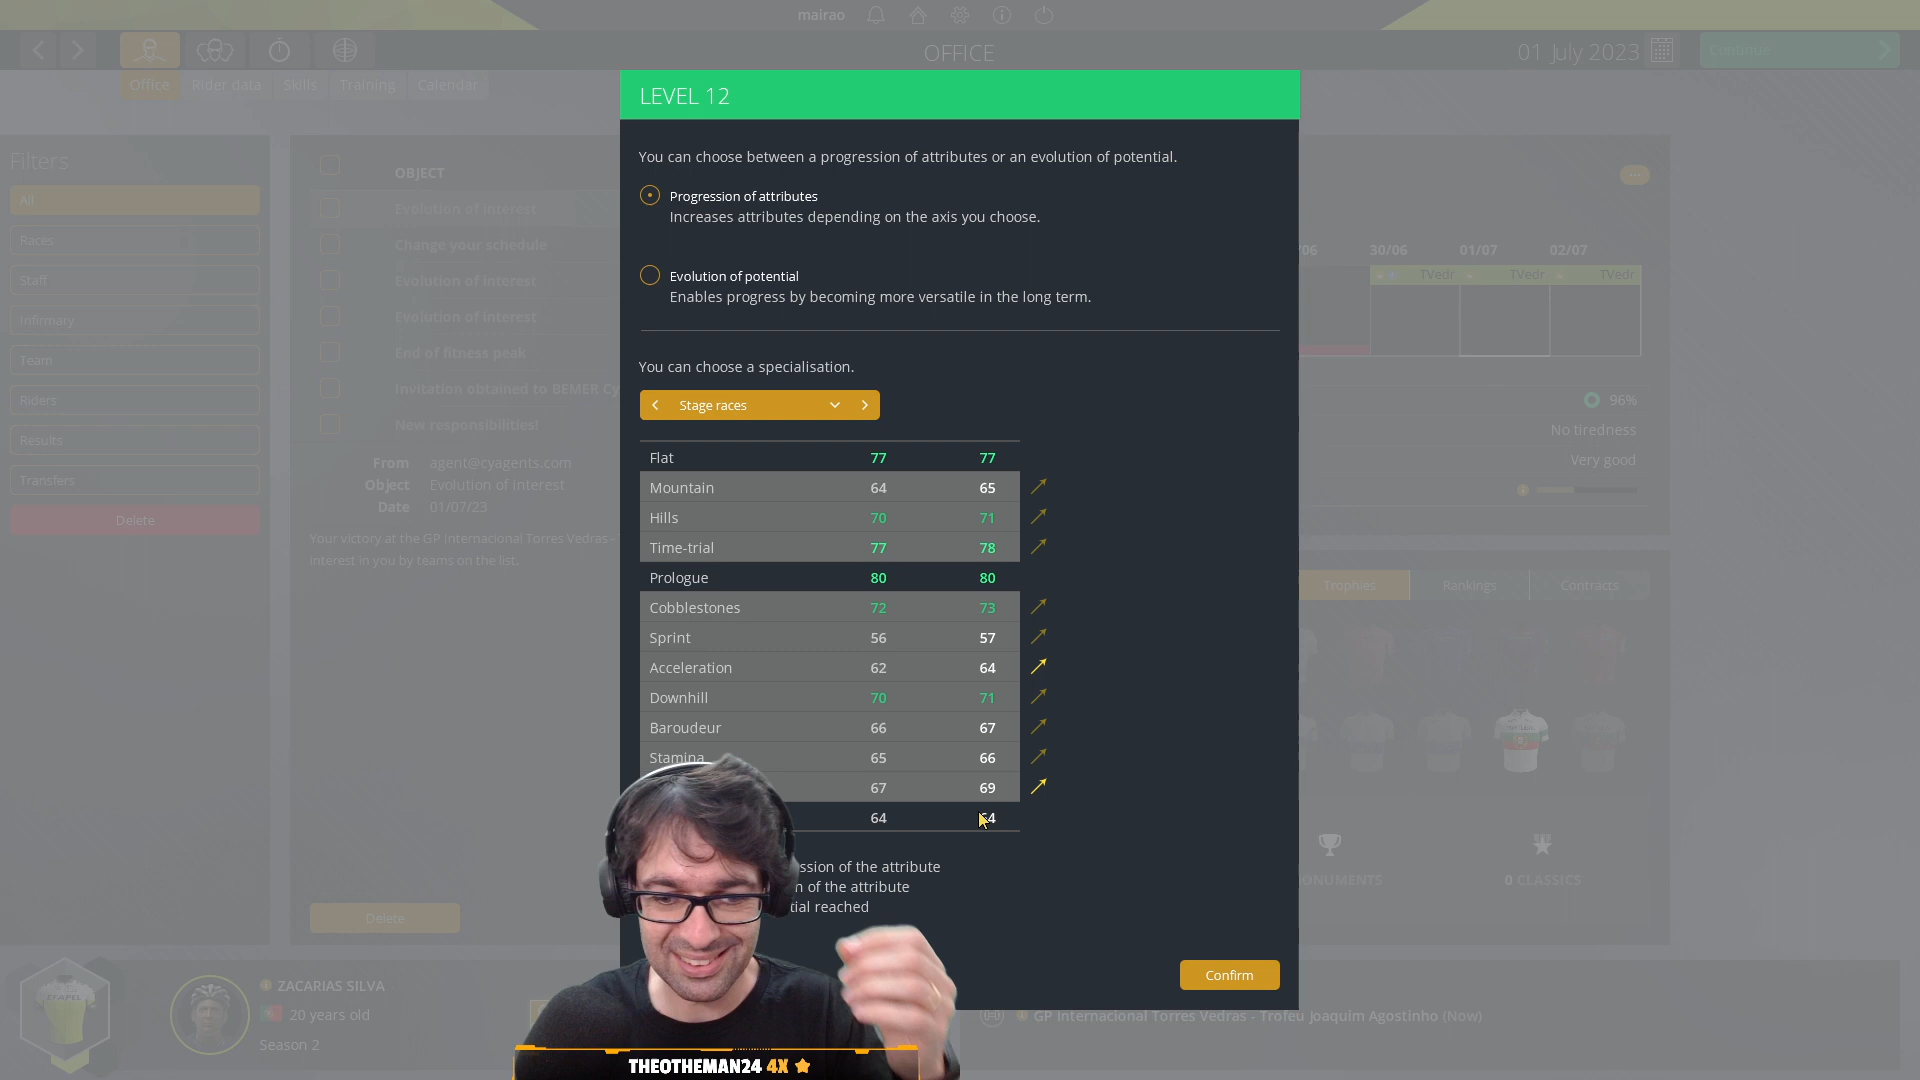 mairao
OFFICE
01 July 2023
Continue
Office
Rider data
Skills
Training
Calendar
LEVEL 12
You can choose between a progression of attributes or an evolution of potential.
Progression of attributes
Increases attributes depending on the axis you choose.
Evolution of potential
Enables progress by becoming more versatile in the long term.
You can choose a specialisation.
Stage races
Flat 77 77
Mountain 64 65
Hills 70 71
Time-trial 77 78
Prologue 80 80
Cobblestones 72 73
Sprint 56 57
Acceleration 62 64
Downhill 70 71
Baroudeur 66 67
Stamina 65 66
67 69
64 64
ssion of the attribute
n of the attribute
tial reached
Confirm
Filters
All
Races
Staff
Infirmary
Team
Riders
Results
Transfers
Delete
OBJECT
Evolution of interest
Change your schedule
Evolution of interest
Evolution of interest
End of fitness peak
Invitation obtained to BEMER Cy
New responsibilities!
From agent@cyagents.com
Object Evolution of interest
Date 01/07/23
Your victory at the GP Internacional Torres Vedras -
interest in you by teams on the list.
Delete
/06 30/06 01/07 02/07
TVedr TVedr TVedr
96%
No tiredness
Very good
Trophies
Rankings
Contracts
ONUMENTS
0 CLASSICS
ZACARIAS SILVA
20 years old
Season 2
GP Internacional Torres Vedras - Trofeu Joaquim Agostinho (Now)
THEOTHEMAN24 4X